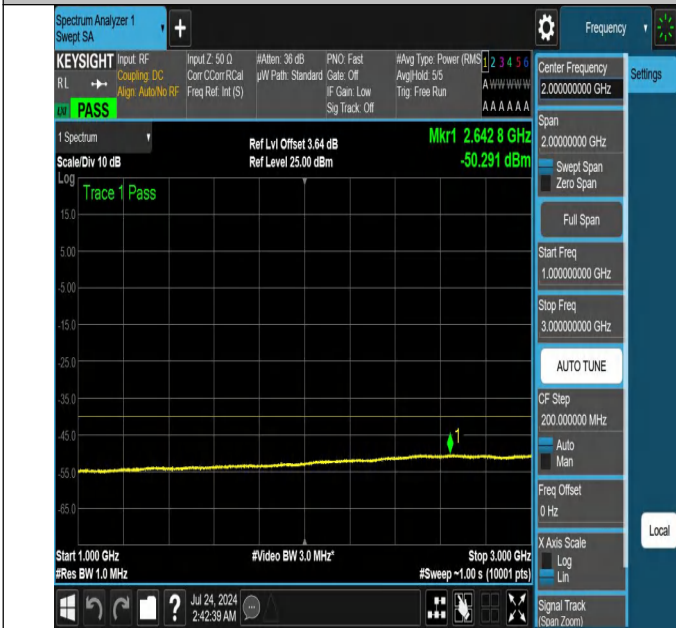 Spectrum Analyzer 1
Swept SA
+
Frequency
KEYSIGHT
RL
PASS
Input: RF
Coupling: DC
Align: Auto/No RF
Input Z: 50 Ω
Corr CCorr RCal
Freq Ref: Int (S)
#Atten: 36 dB
µW Path: Standard
PNO: Fast
Gate: Off
IF Gain: Low
Sig Track: Off
#Avg Type: Power (RMS
Avg|Hold: 5/5
Trig: Free Run
1 2 3 4 5 6
A W W W W W
A A A A A A
1 Spectrum
Scale/Div 10 dB
Log
Ref Lvl Offset 3.64 dB
Ref Level 25.00 dBm
Mkr1 2.642 8 GHz
-50.291 dBm
Trace 1 Pass
15.0
5.00
-5.00
-15.0
-25.0
-35.0
-45.0
-55.0
-65.0
1
Start 1.000 GHz
#Res BW 1.0 MHz
#Video BW 3.0 MHz*
Stop 3.000 GHz
#Sweep ~1.00 s (10001 pts)
Jul 24, 2024
2:42:39 AM
Center Frequency
2.000000000 GHz
Settings
Span
2.00000000 GHz
Swept Span
Zero Span
Full Span
Start Freq
1.000000000 GHz
Stop Freq
3.000000000 GHz
AUTO TUNE
CF Step
200.000000 MHz
Auto
Man
Freq Offset
0 Hz
X Axis Scale
Log
Lin
Local
Signal Track
(Span Zoom)